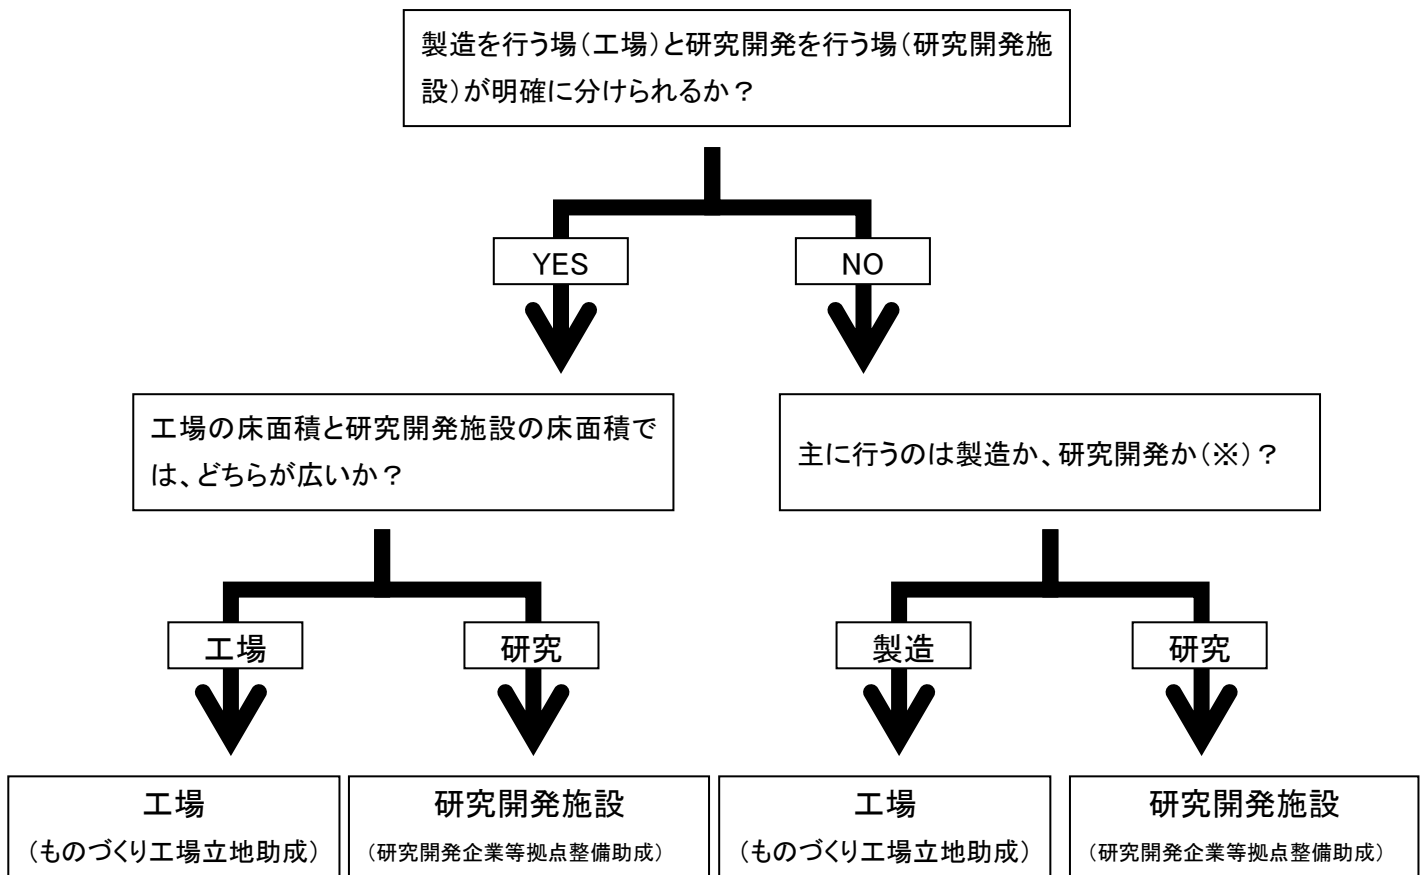 製造を行う場（工場）と研究開発を行う場（研究開発施
設）が明確に分けられるか？
YES
NO
工場の床面積と研究開発施設の床面積で
は、どちらが広いか？
主に行うのは製造か、研究開発か（※）？
工場
研究
製造
研究
工場
（ものづくり工場立地助成）
研究開発施設
（研究開発企業等拠点整備助成）
工場
（ものづくり工場立地助成）
研究開発施設
（研究開発企業等拠点整備助成）